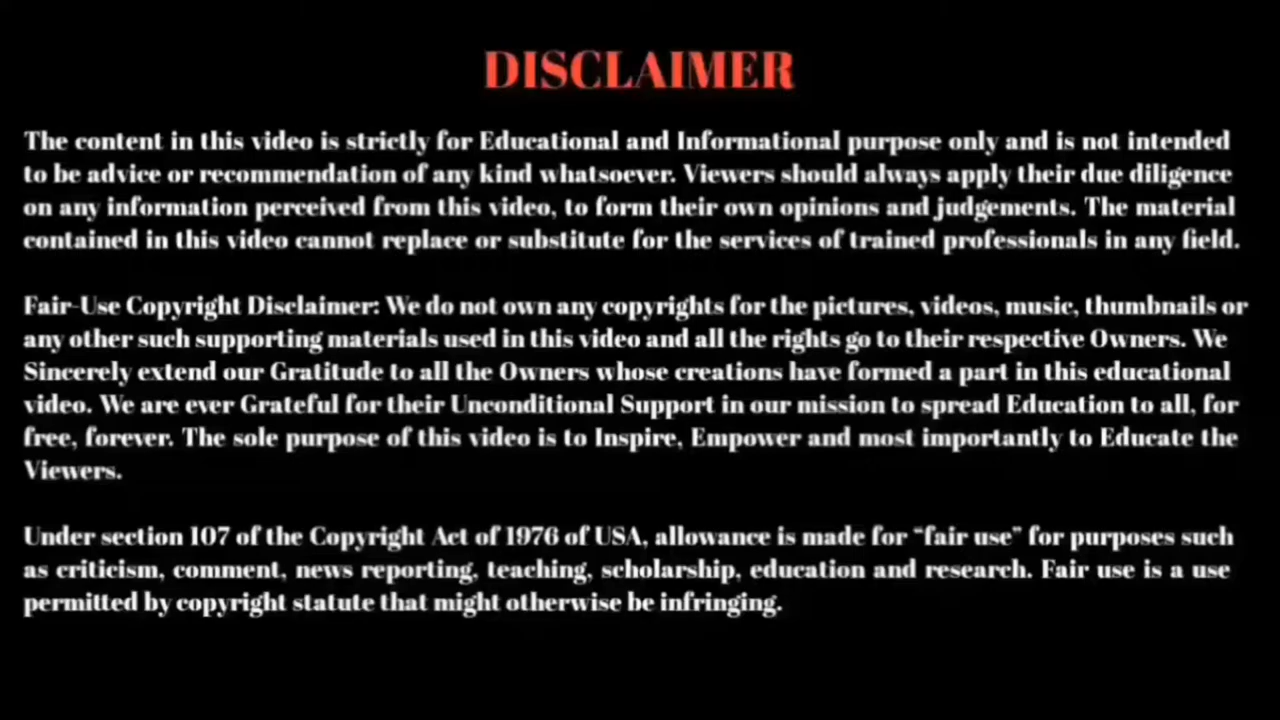 DISCLAIMER
The content in this video is strictly for Educational and Informational purpose only and is not intended
to be advice or recommendation of any kind whatsoever. Viewers should always apply their due diligence
on any information perceived from this video, to form their own opinions and judgements. The material
contained in this video cannot replace or substitute for the services of trained professionals in any field.
Fair-Use Copyright Disclaimer: We do not own any copyrights for the pictures, videos, music, thumbnails or
any other such supporting materials used in this video and all the rights go to their respective Owners. We
Sincerely extend our Gratitude to all the Owners whose creations have formed a part in this educational
video. We are ever Grateful for their Unconditional Support in our mission to spread Education to all, for
free, forever. The sole purpose of this video is to Inspire, Empower and most importantly to Educate the
Viewers.
Under section 107 of the Copyright Act of 1976 of USA, allowance is made for “fair use” for purposes such
as criticism, comment, news reporting, teaching, scholarship, education and research. Fair use is a use
permitted by copyright statute that might otherwise be infringing.